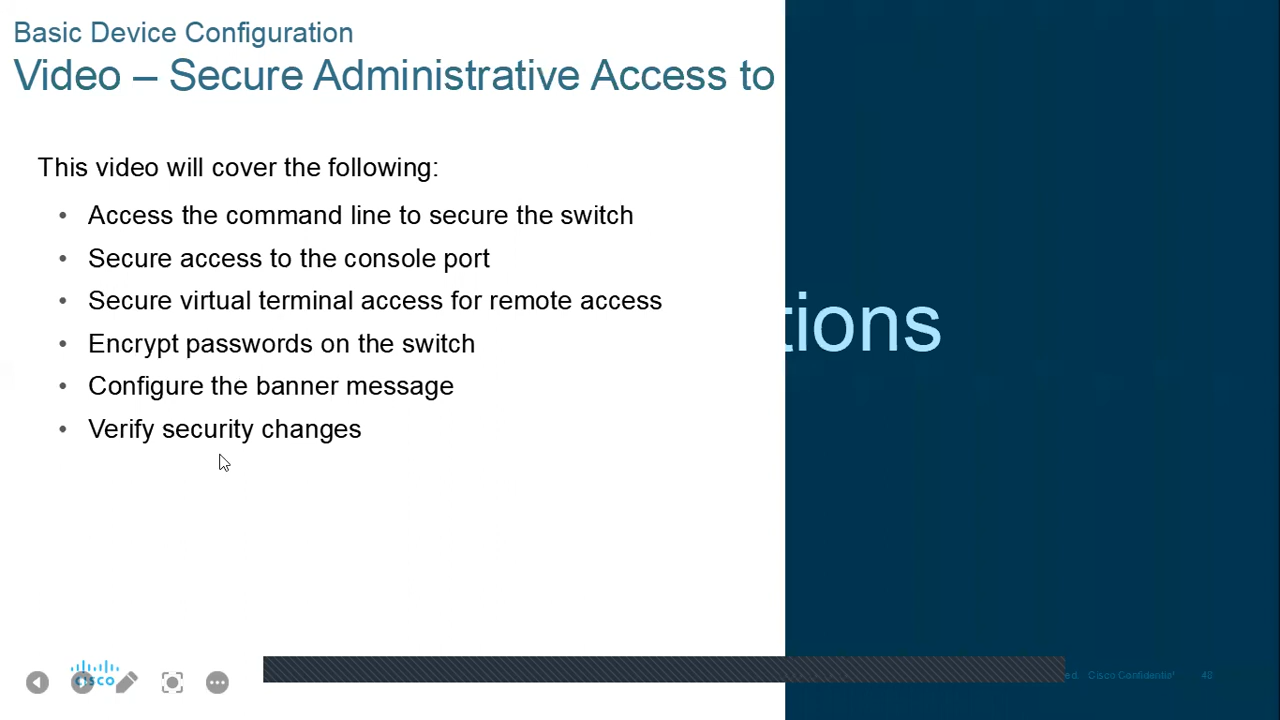 Basic Device Configuration
Video – Secure Administrative Access to
This video will cover the following:
• Access the command line to secure the switch
• Secure access to the console port
• Secure virtual terminal access for remote access
• Encrypt passwords on the switch
• Configure the banner message
• Verify security changes
tions
cisco
ed. Cisco Confidential